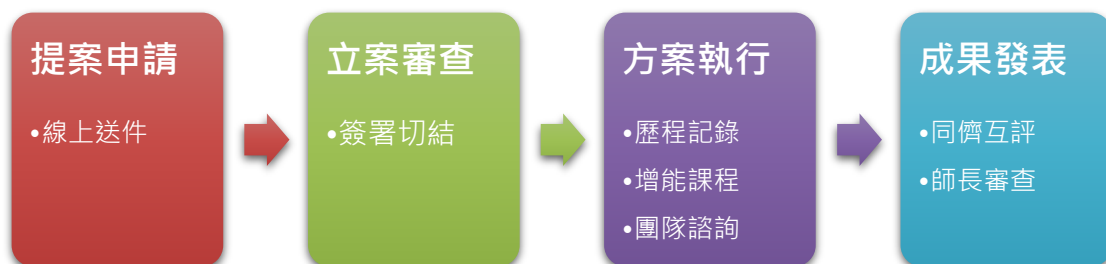 提案申請
•線上送件
立案審查
•簽署切結
方案執行
•歷程記錄
•增能課程
•團隊諮詢
成果發表
•同儕互評
•師長審查